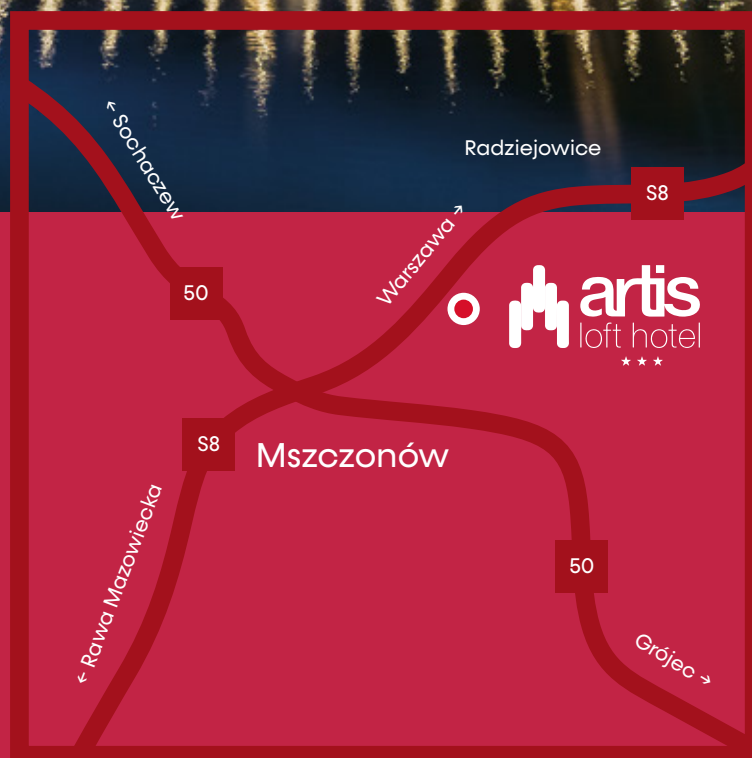 ← Sochaczew
Radziejowice
S8
Warszawa →
50
artis
loft hotel
★★★
S8
Mszczonów
← Rawa Mazowiecka
50
Grójec →